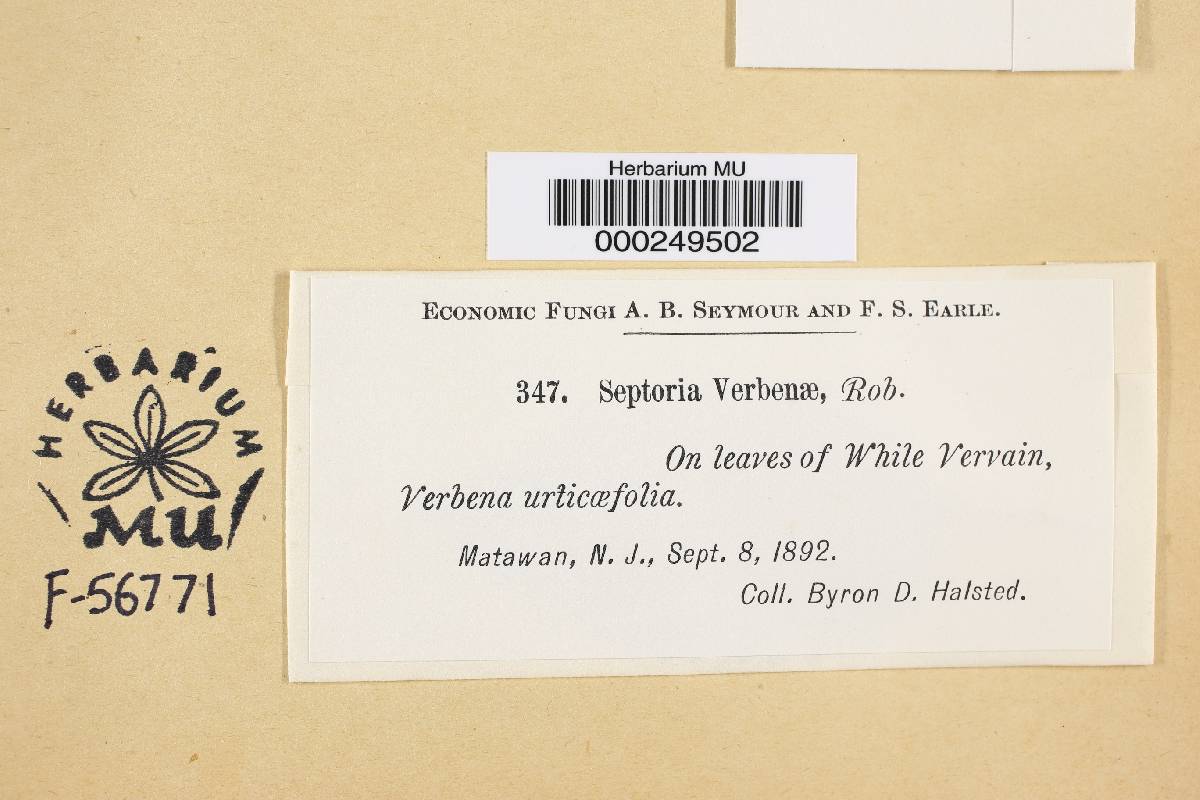 Herbarium MU
000249502
ECONOMIC FUNGI A. B. SEYMOUR AND F. S. EARLE.
347. Septoria Verbenæ, Rob.
On leaves of While Vervain,
Verbena urticæfolia.
Matawan, N. J., Sept. 8, 1892.
Coll. Byron D. Halsted.
HERBARIUM
MU
F-56771